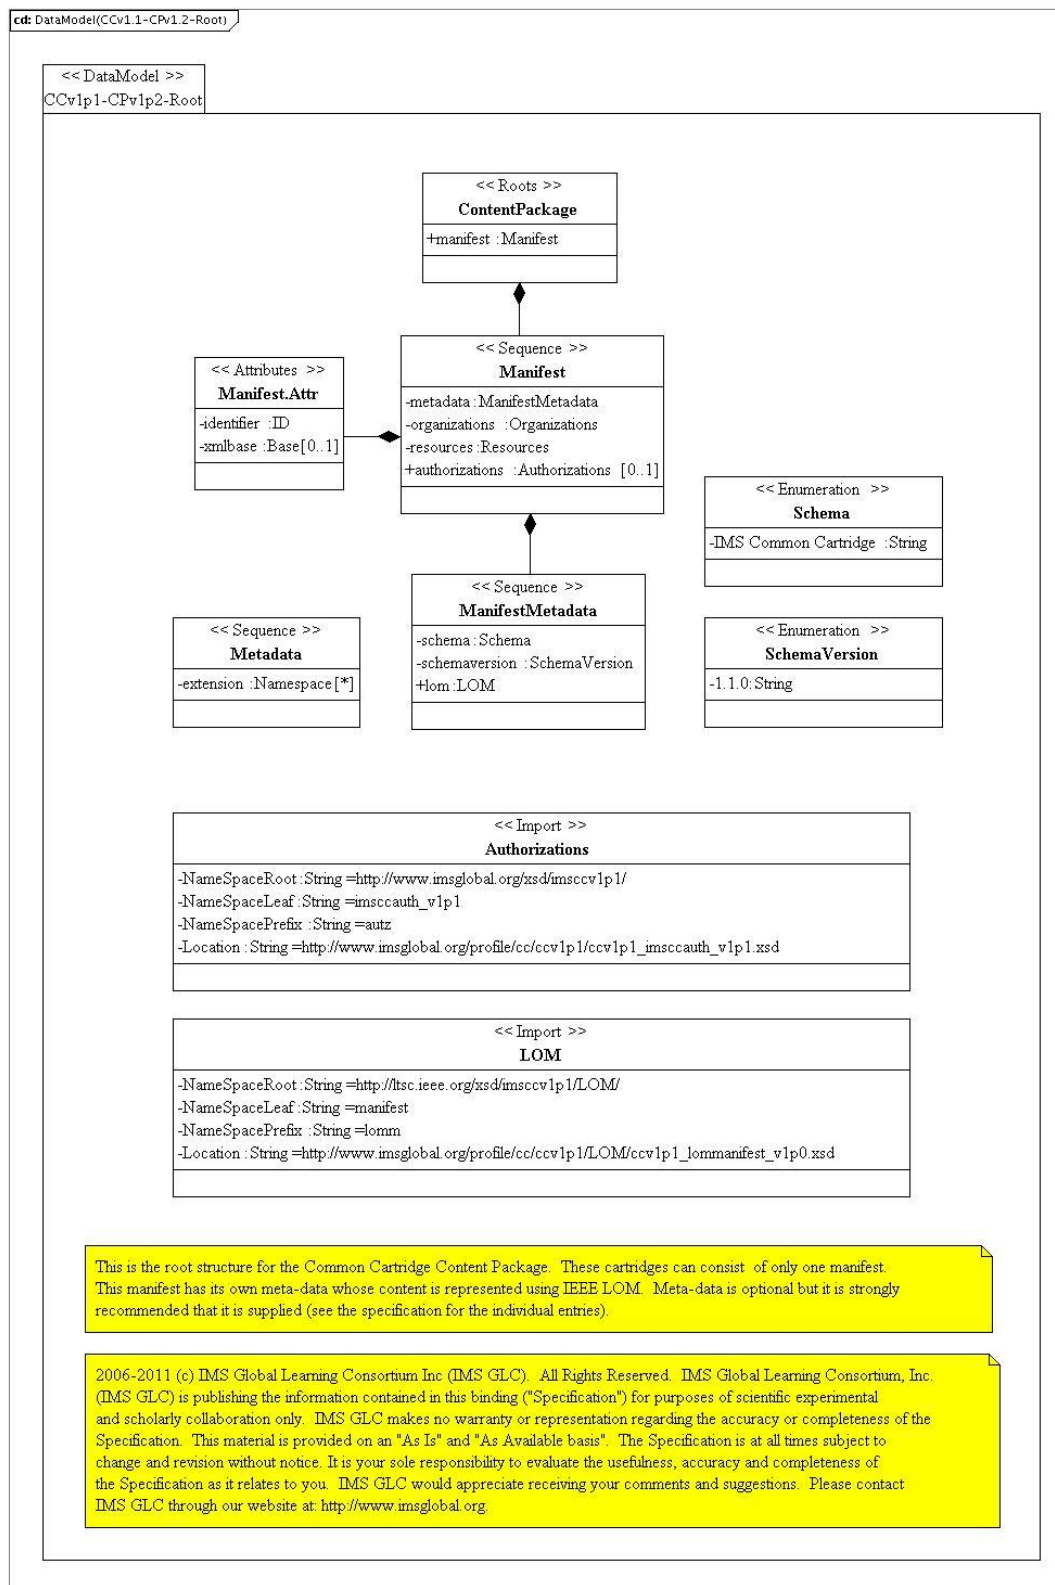 cd: DataModel(CCv1.1-CPv1.2-Root)
<< DataModel >>
CCv1p1-CPv1p2-Root
<< Roots >>
ContentPackage
+manifest : Manifest
<< Attributes >>
Manifest.Attr
-identifier : ID
-xmlbase : Base[0..1]
<< Sequence >>
Manifest
-metadata : ManifestMetadata
-organizations : Organizations
-resources : Resources
+authorizations : Authorizations [0..1]
<< Enumeration >>
Schema
-IMS Common Cartridge : String
<< Sequence >>
Metadata
-extension : Namespace[*]
<< Sequence >>
ManifestMetadata
-schema : Schema
-schemaversion : SchemaVersion
+lom : LOM
<< Enumeration >>
SchemaVersion
-1.1.0: String
<< Import >>
Authorizations
-NameSpaceRoot : String =http://www.imsglobal.org/xsd/imsccv1p1/
-NameSpaceLeaf : String =imsccauth_v1p1
-NameSpacePrefix : String =autz
-Location : String =http://www.imsglobal.org/profile/cc/ccv1p1/ccv1p1_imsccauth_v1p1.xsd
<< Import >>
LOM
-NameSpaceRoot : String =http://ltsc.ieee.org/xsd/imsccv1p1/LOM/
-NameSpaceLeaf : String =manifest
-NameSpacePrefix : String =lomm
-Location : String =http://www.imsglobal.org/profile/cc/ccv1p1/LOM/ccv1p1_lommanifest_v1p0.xsd
This is the root structure for the Common Cartridge Content Package. These cartridges can consist of only one manifest.
This manifest has its own meta-data whose content is represented using IEEE LOM. Meta-data is optional but it is strongly
recommended that it is supplied (see the specification for the individual entries).
2006-2011 (c) IMS Global Learning Consortium Inc (IMS GLC). All Rights Reserved. IMS Global Learning Consortium, Inc.
(IMS GLC) is publishing the information contained in this binding ("Specification") for purposes of scientific experimental
and scholarly collaboration only. IMS GLC makes no warranty or representation regarding the accuracy or completeness of the
Specification. This material is provided on an "As Is" and "As Available basis". The Specification is at all times subject to
change and revision without notice. It is your sole responsibility to evaluate the usefulness, accuracy and completeness of
the Specification as it relates to you. IMS GLC would appreciate receiving your comments and suggestions. Please contact
IMS GLC through our website at: http://www.imsglobal.org.